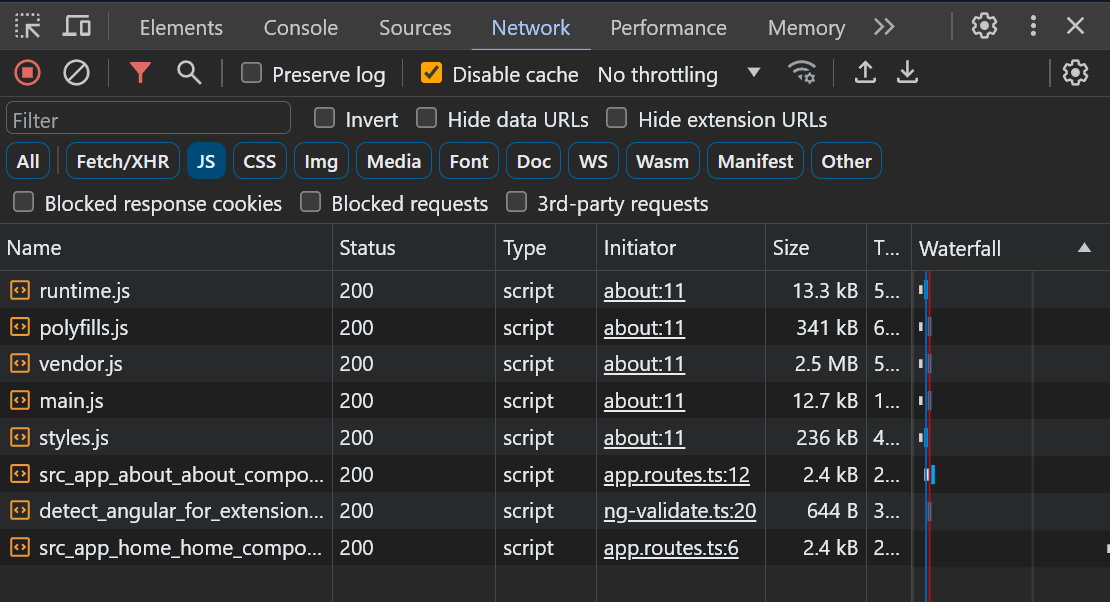 Elements Console Sources Network Performance Memory
Preserve log Disable cache No throttling
Filter Invert Hide data URLs Hide extension URLs
All Fetch/XHR JS CSS Img Media Font Doc WS Wasm Manifest Other
Blocked response cookies Blocked requests 3rd-party requests
Name Status Type Initiator Size T... Waterfall
runtime.js 200 script about:11 13.3 kB 5...
polyfills.js 200 script about:11 341 kB 6...
vendor.js 200 script about:11 2.5 MB 5...
main.js 200 script about:11 12.7 kB 1...
styles.js 200 script about:11 236 kB 4...
src_app_about_about_compo... 200 script app.routes.ts:12 2.4 kB 2...
detect_angular_for_extension... 200 script ng-validate.ts:20 644 B 3...
src_app_home_home_compo... 200 script app.routes.ts:6 2.4 kB 2...